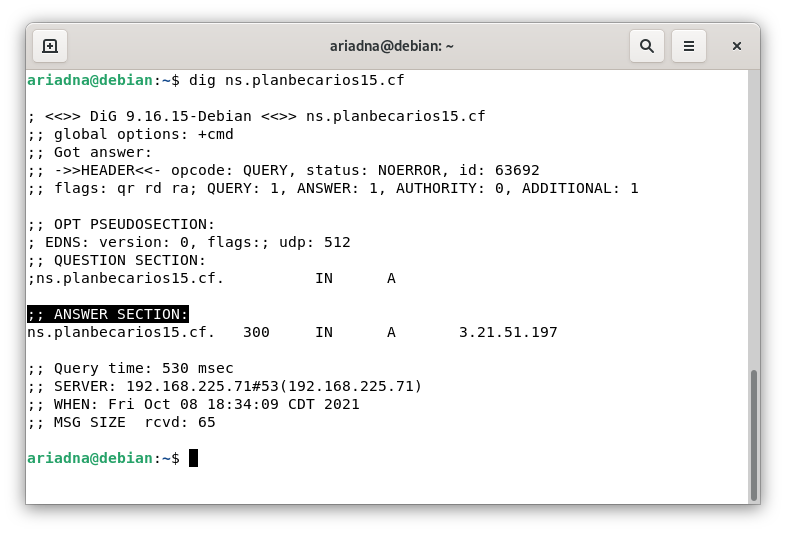 ariadna@debian: ~
ariadna@debian:~$ dig ns.planbecarios15.cf
; <<>> DiG 9.16.15-Debian <<>> ns.planbecarios15.cf
;; global options: +cmd
;; Got answer:
;; ->>HEADER<<- opcode: QUERY, status: NOERROR, id: 63692
;; flags: qr rd ra; QUERY: 1, ANSWER: 1, AUTHORITY: 0, ADDITIONAL: 1
;; OPT PSEUDOSECTION:
; EDNS: version: 0, flags:; udp: 512
;; QUESTION SECTION:
;ns.planbecarios15.cf.          IN      A
;; ANSWER SECTION:
ns.planbecarios15.cf.   300     IN      A       3.21.51.197
;; Query time: 530 msec
;; SERVER: 192.168.225.71#53(192.168.225.71)
;; WHEN: Fri Oct 08 18:34:09 CDT 2021
;; MSG SIZE  rcvd: 65
ariadna@debian:~$